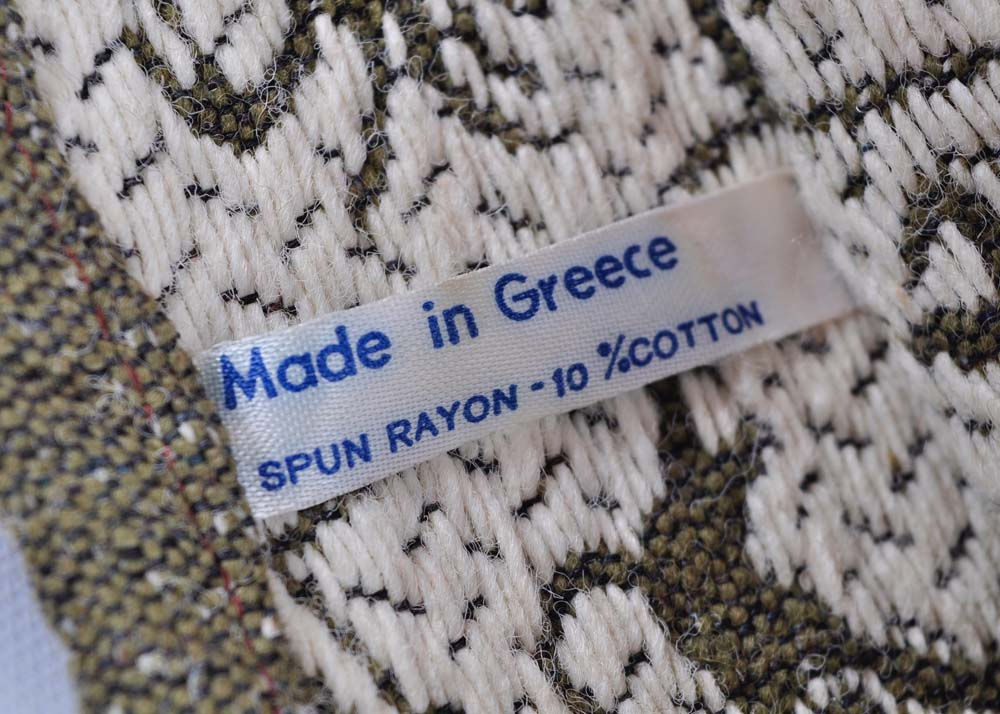 Made in Greece
SPUN RAYON - 10 %COTTON